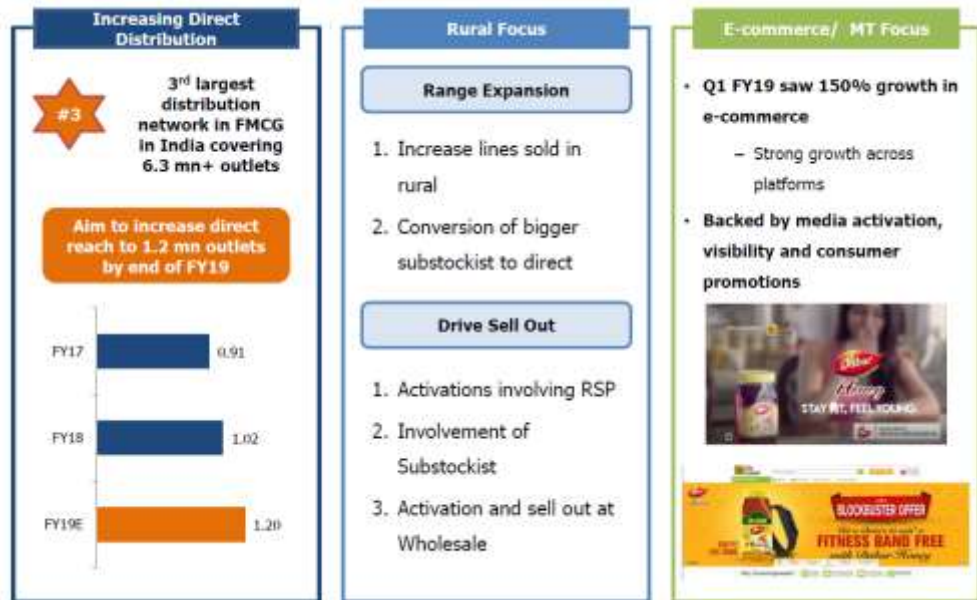 Increasing Direct
Distribution
#3
3rd largest
distribution
network in FMCG
in India covering
6.3 mn+ outlets
Aim to increase direct
reach to 1.2 mn outlets
by end of FY19
FY17
0.91
FY18
1.02
FY19E
1.20
Rural Focus
Range Expansion
1. Increase lines sold in
rural
2. Conversion of bigger
substockist to direct
Drive Sell Out
1. Activations involving RSP
2. Involvement of
Substockist
3. Activation and sell out at
Wholesale
E-commerce/ MT Focus
• Q1 FY19 saw 150% growth in
e-commerce
– Strong growth across
platforms
• Backed by media activation,
visibility and consumer
promotions
Dabur
Honey
STAY FIT, FEEL YOUNG
BLOCKBUSTER OFFER
FITNESS BAND FREE
with Dabur Honey